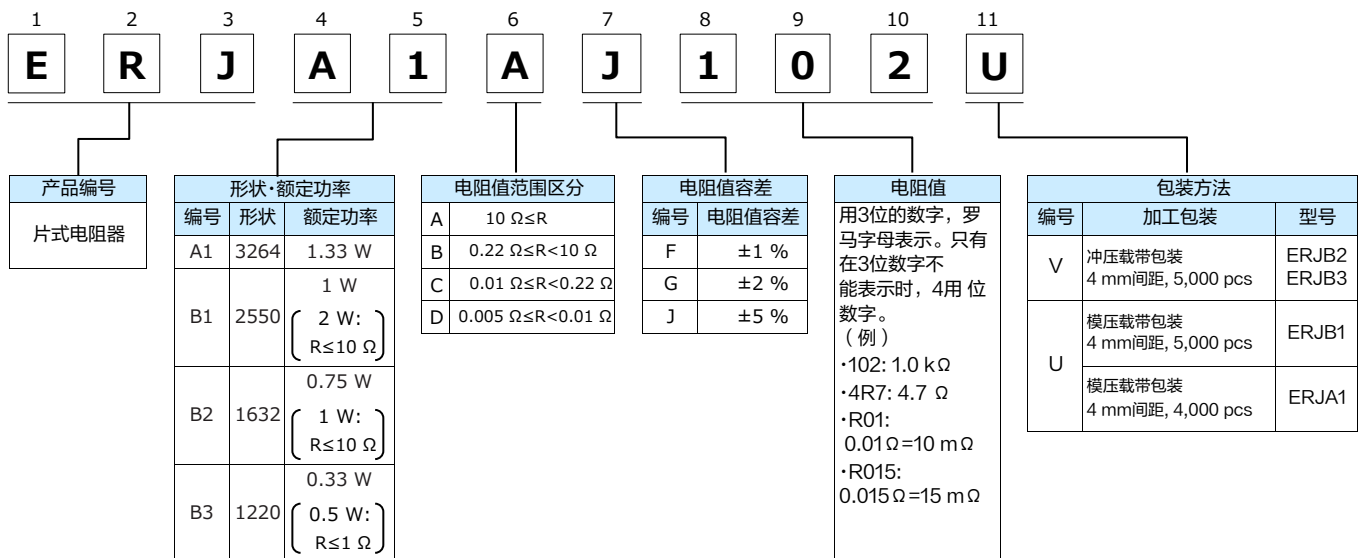 1 2 3 4 5 6 7 8 9 10 11
E R J A 1 A J 1 0 2 U
产品编号
片式电阻器
形状·额定功率
编号 形状 额定功率
A1 3264 1.33 W
B1 2550 1 W
2 W:
R≤10 Ω
B2 1632 0.75 W
1 W:
R≤10 Ω
B3 1220 0.33 W
0.5 W:
R≤1 Ω
电阻值范围区分
A 10 Ω≤R
B 0.22 Ω≤R<10 Ω
C 0.01 Ω≤R<0.22 Ω
D 0.005 Ω≤R<0.01 Ω
电阻值容差
编号 电阻值容差
F ±1 %
G ±2 %
J ±5 %
电阻值
用3位的数字，罗
马字母表示。只有
在3位数字不
能表示时，4用 位
数字。
（例）
·102: 1.0 kΩ
·4R7: 4.7 Ω
·R01:
0.01Ω=10 mΩ
·R015:
0.015Ω=15 mΩ
包装方法
编号 加工包装 型号
V 冲压载带包装
4 mm间距, 5,000 pcs
ERJB2
ERJB3
U 模压载带包装
4 mm间距, 5,000 pcs
ERJB1
模压载带包装
4 mm间距, 4,000 pcs
ERJA1